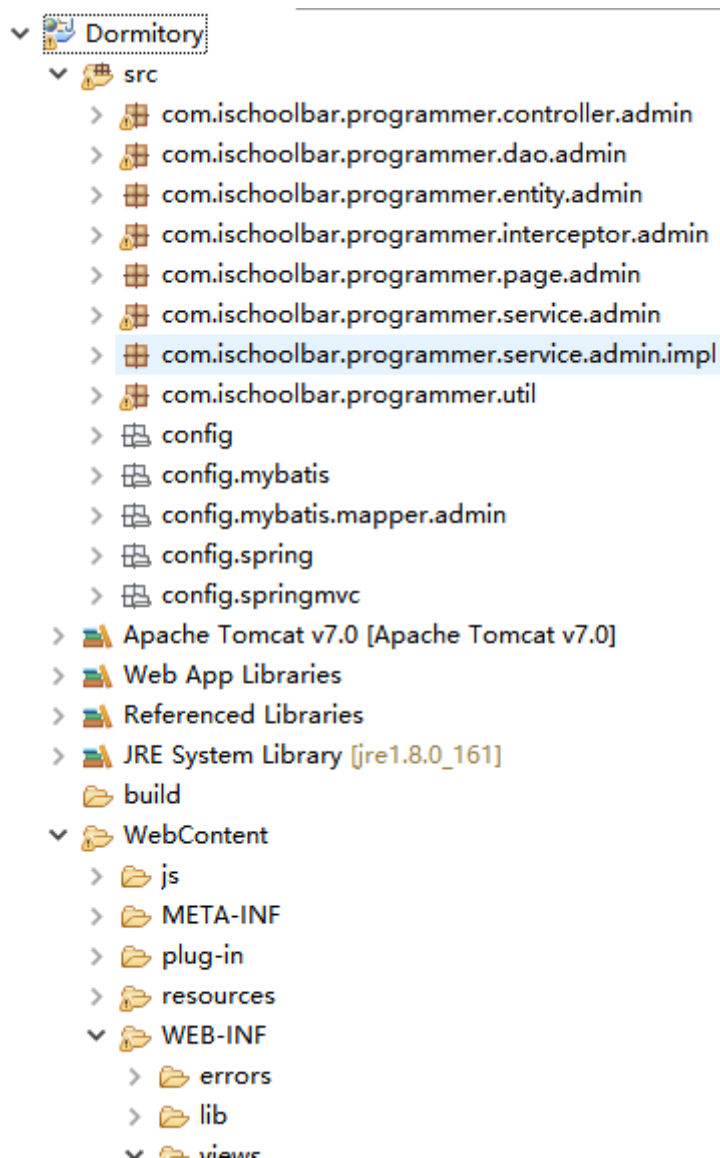 Dormitory
src
com.ischoolbar.programmer.controller.admin
com.ischoolbar.programmer.dao.admin
com.ischoolbar.programmer.entity.admin
com.ischoolbar.programmer.interceptor.admin
com.ischoolbar.programmer.page.admin
com.ischoolbar.programmer.service.admin
com.ischoolbar.programmer.service.admin.impl
com.ischoolbar.programmer.util
config
config.mybatis
config.mybatis.mapper.admin
config.spring
config.springmvc
Apache Tomcat v7.0 [Apache Tomcat v7.0]
Web App Libraries
Referenced Libraries
JRE System Library [jre1.8.0_161]
build
WebContent
js
META-INF
plug-in
resources
WEB-INF
errors
lib
views